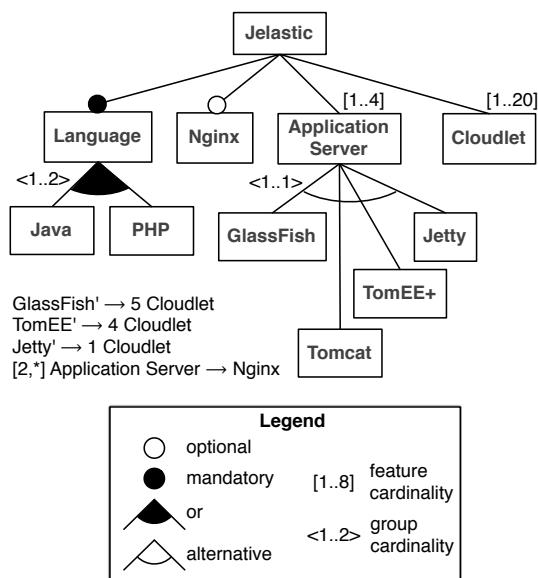 Jelastic
[1..4]
[1..20]
Language
Nginx
Application
Server
Cloudlet
<1..2>
<1..1>
Java
PHP
GlassFish
Jetty
TomEE+
Tomcat
GlassFish' → 5 Cloudlet
TomEE' → 4 Cloudlet
Jetty' → 1 Cloudlet
[2,*] Application Server → Nginx
Legend
optional
mandatory
or
alternative
[1..8] feature
cardinality
<1..2> group
cardinality